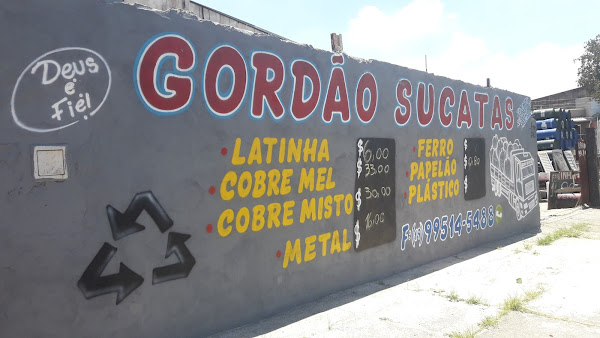 Deus
é
Fiel!
GORDÃO SUCATAS
• LATINHA $6,00
• COBRE MEL $33.00
• COBRE MISTO $30.00
• METAL $16,00
• FERRO
• PAPELÃO
• PLÁSTICO
F: 99514-5488